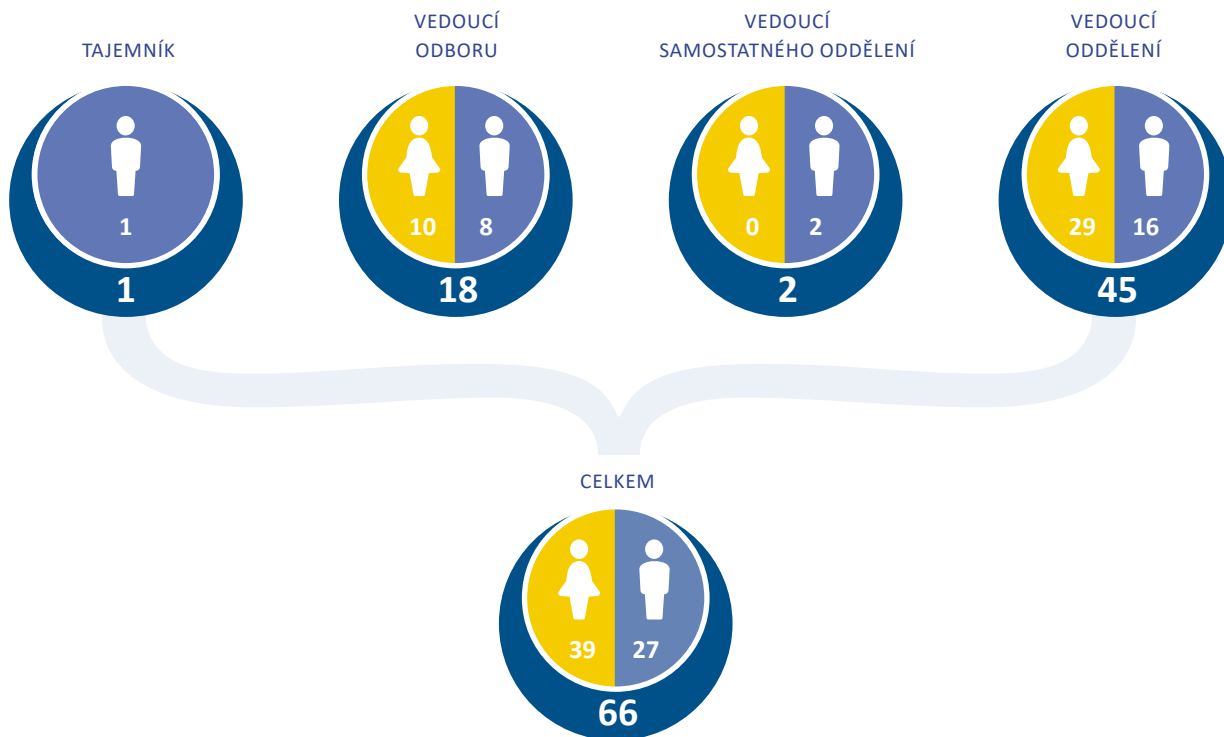 TAJEMNÍK
1
1
VEDOUCÍ
ODBORU
10 8
18
VEDOUCÍ
SAMOSTATNÉHO ODDĚLENÍ
0 2
2
VEDOUCÍ
ODDĚLENÍ
29 16
45
CELKEM
39 27
66